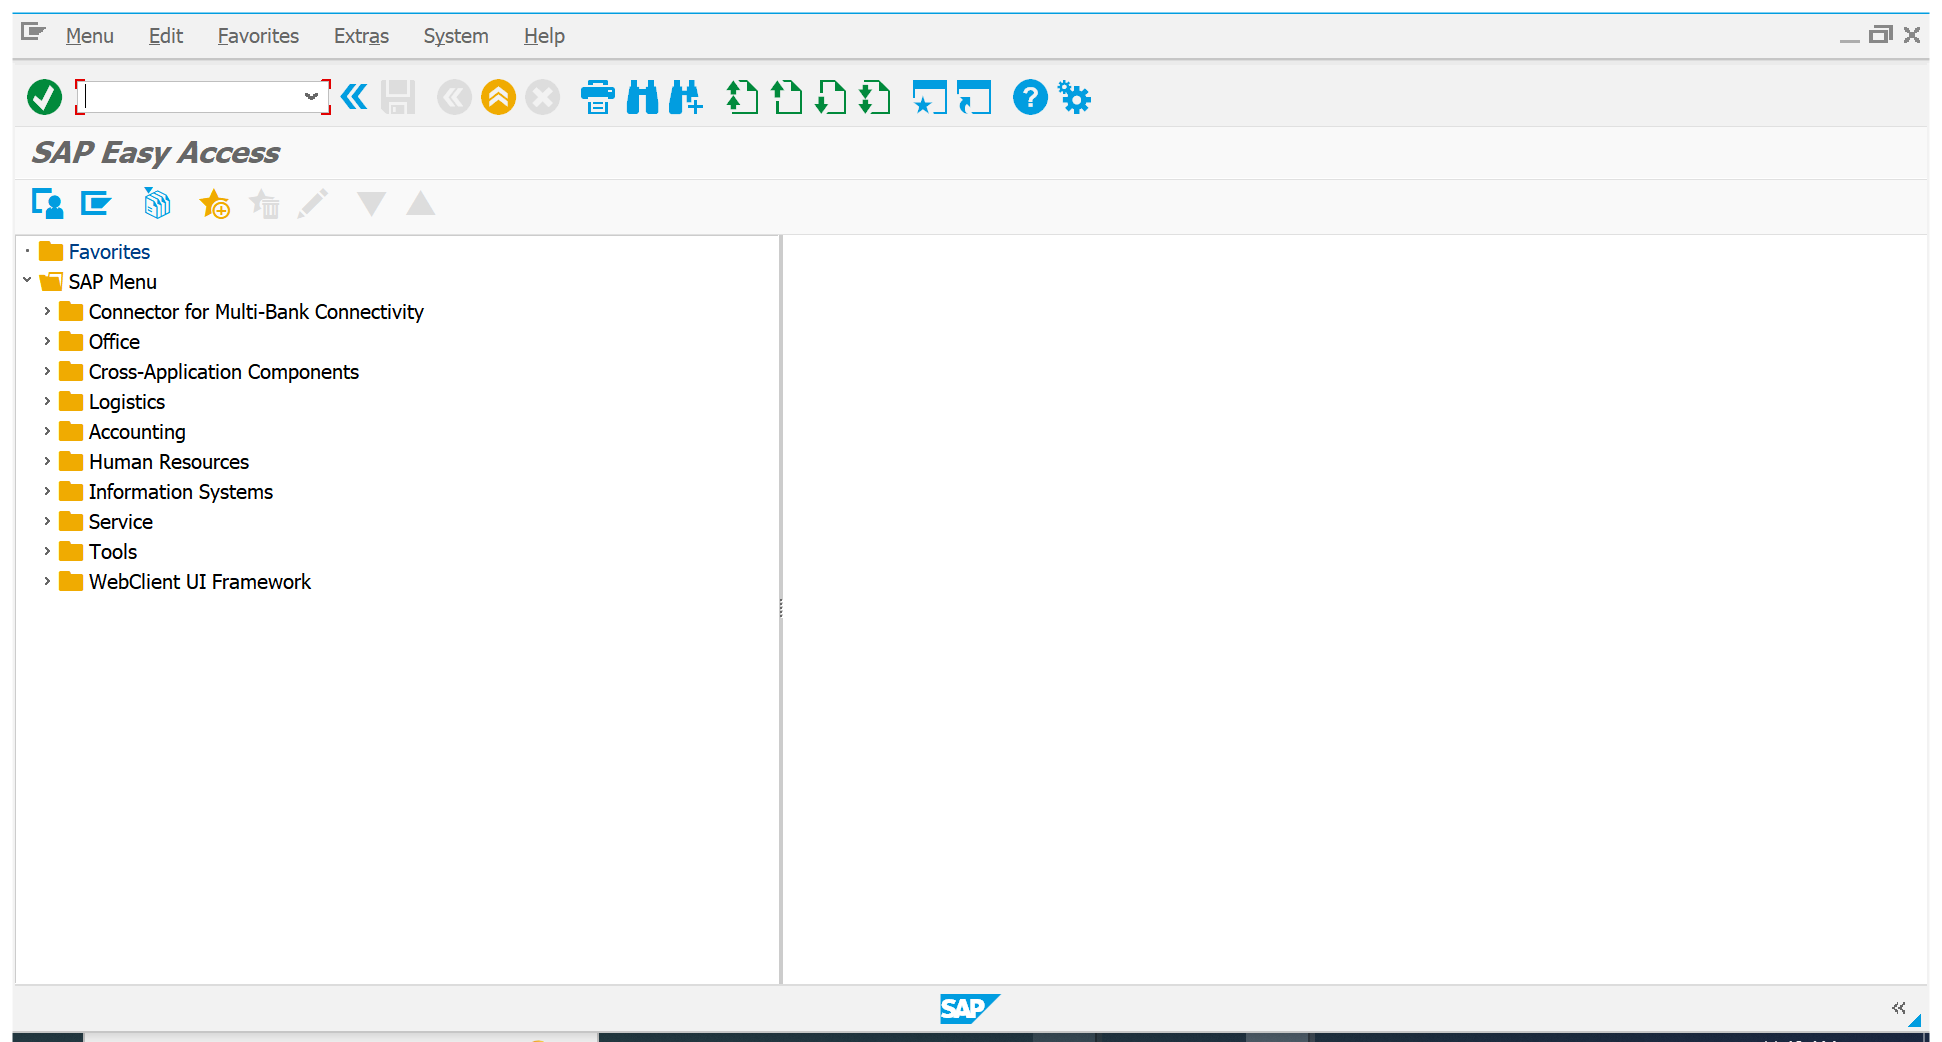 Menu Edit Favorites Extras System Help
SAP Easy Access
Favorites
SAP Menu
Connector for Multi-Bank Connectivity
Office
Cross-Application Components
Logistics
Accounting
Human Resources
Information Systems
Service
Tools
WebClient UI Framework
SAP